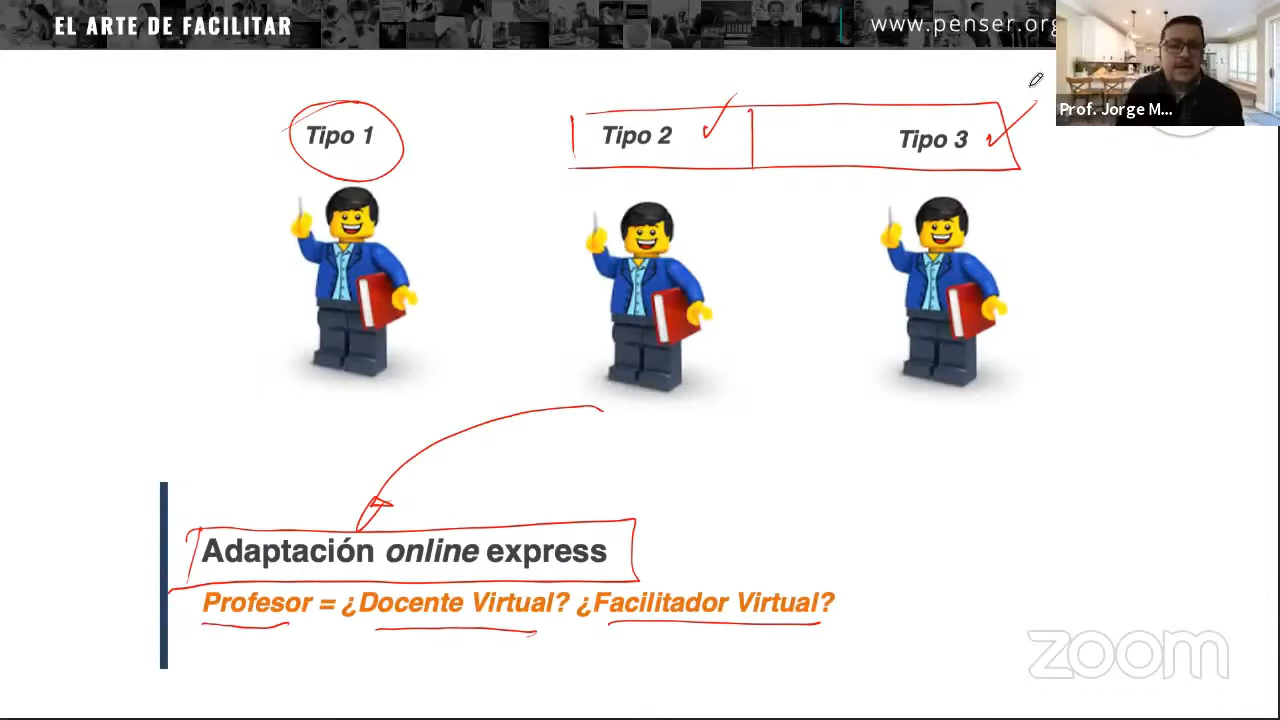 EL ARTE DE FACILITAR
www.penser.org
Prof. Jorge M...
Tipo 1
Tipo 2
Tipo 3
Adaptación online express
Profesor = ¿Docente Virtual? ¿Facilitador Virtual?
zoom